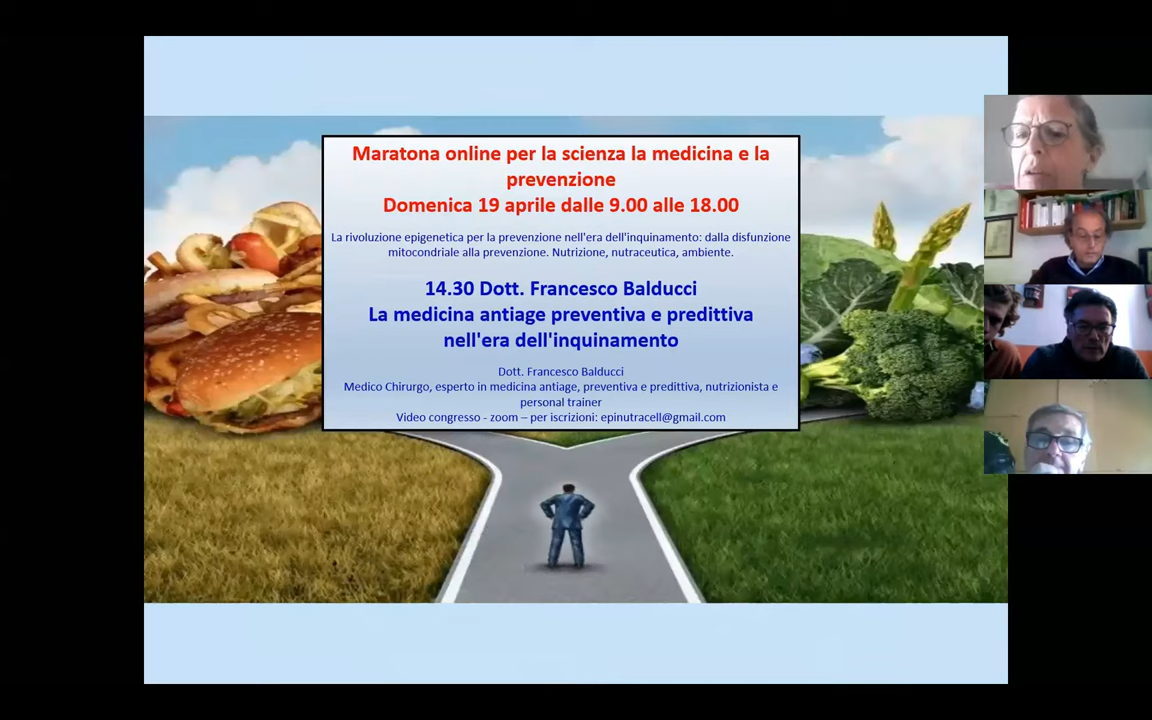 Maratona online per la scienza la medicina e la
prevenzione
Domenica 19 aprile dalle 9.00 alle 18.00
La rivoluzione epigenetica per la prevenzione nell'era dell'inquinamento: dalla disfunzione
mitocondriale alla prevenzione. Nutrizione, nutraceutica, ambiente.
14.30 Dott. Francesco Balducci
La medicina antiage preventiva e predittiva
nell'era dell'inquinamento
Dott. Francesco Balducci
Medico Chirurgo, esperto in medicina antiage, preventiva e predittiva, nutrizionista e
personal trainer
Video congresso - zoom – per iscrizioni: epinutracell@gmail.com